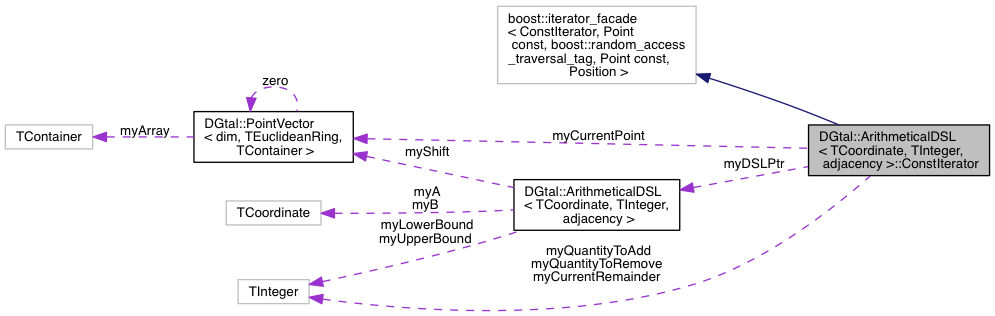 boost::iterator_facade
< ConstIterator, Point
const, boost::random_access
_traversal_tag, Point const,
Position >
zero
TContainer
myArray
DGtal::PointVector
< dim, TEuclideanRing,
TContainer >
myCurrentPoint
DGtal::ArithmeticalDSL
< TCoordinate, TInteger,
adjacency >::ConstIterator
myShift
myDSLPtr
TCoordinate
myA
myB
DGtal::ArithmeticalDSL
< TCoordinate, TInteger,
adjacency >
myLowerBound
myUpperBound
myQuantityToAdd
myQuantityToRemove
myCurrentRemainder
TInteger